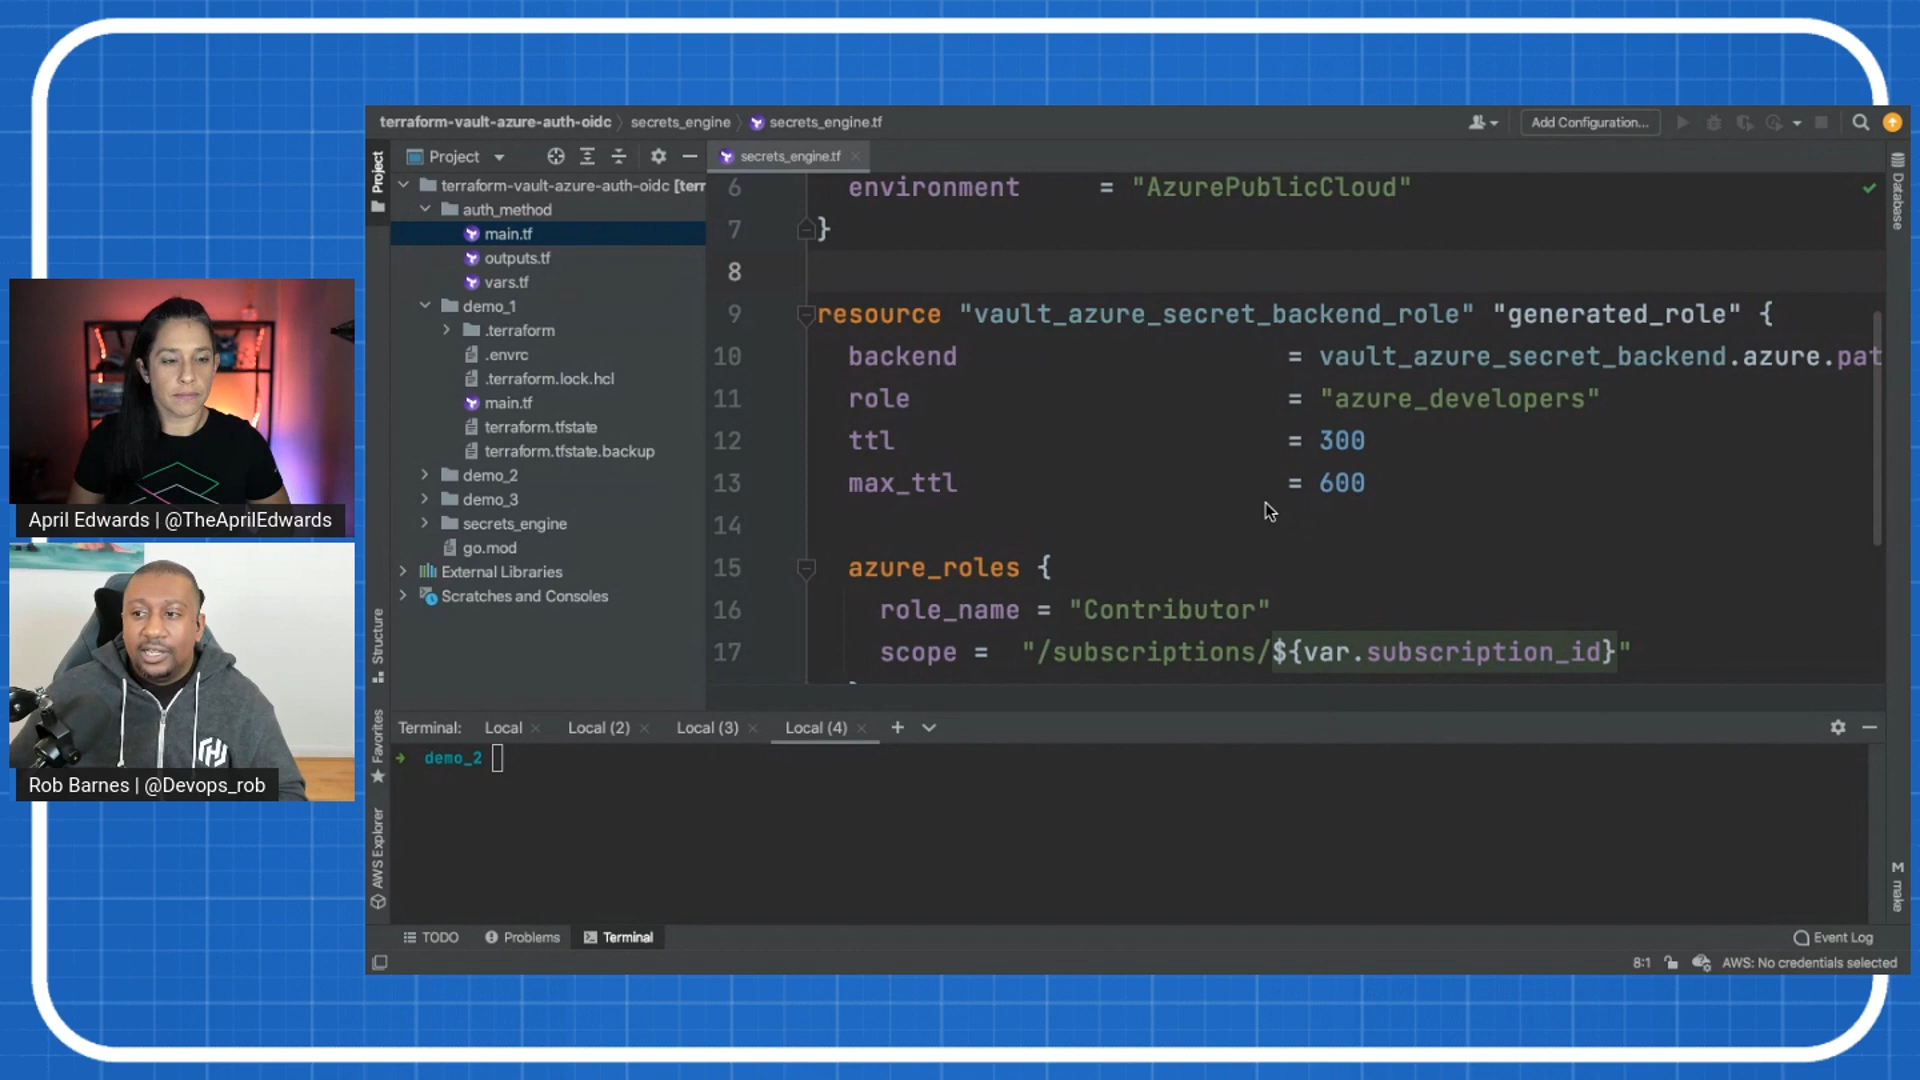 terraform-vault-azure-auth-oidc
secrets_engine
secrets_engine.tf
Add Configuration...
Project
Project
secrets_engine.tf
Database
terraform-vault-azure-auth-oidc [terr
auth_method
main.tf
outputs.tf
vars.tf
demo_1
.terraform
.envrc
.terraform.lock.hcl
main.tf
terraform.tfstate
terraform.tfstate.backup
demo_2
demo_3
secrets_engine
go.mod
External Libraries
Scratches and Consoles
6 environment = "AzurePublicCloud"
7 }
8
9 resource "vault_azure_secret_backend_role" "generated_role" {
10 backend = vault_azure_secret_backend.azure.pat
11 role = "azure_developers"
12 ttl = 300
13 max_ttl = 600
14
15 azure_roles {
16 role_name = "Contributor"
17 scope = "/subscriptions/${var.subscription_id}"
Structure
Favorites
AWS Explorer
make
Terminal: Local Local (2) Local (3) Local (4)
demo_2
TODO Problems Terminal
Event Log
8:1 AWS: No credentials selected
April Edwards | @TheAprilEdwards
Rob Barnes | @Devops_rob